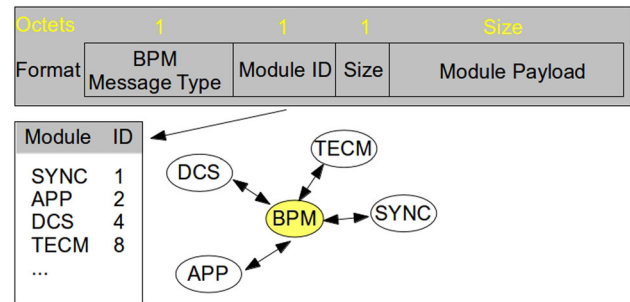 Octets 1 1 1 Size
Format BPM Message Type Module ID Size Module Payload
Module ID
SYNC 1
APP 2
DCS 4
TECM 8
...
TECM
DCS
BPM
SYNC
APP